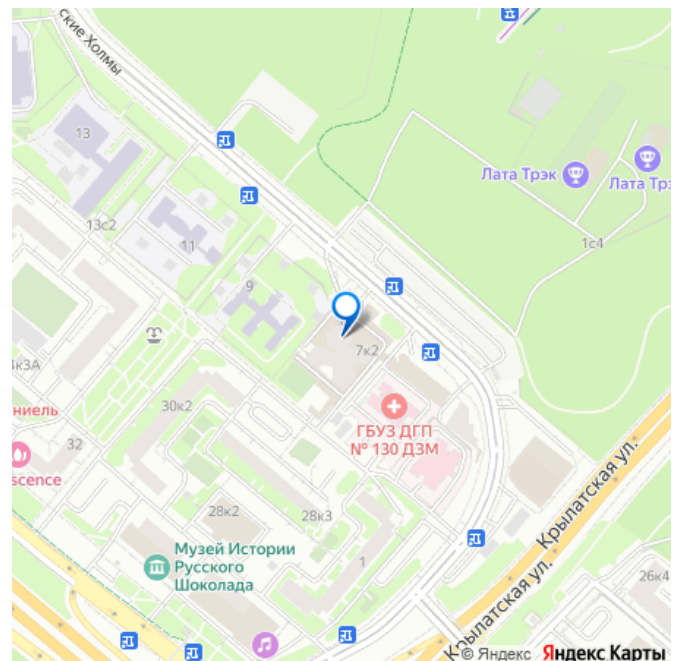 ские Холмы
13
Лата Трэк
Лата Трэ
13с2
11
1с4
9
7к2
4к3А
ниель
30к2
ГБУЗ ДГП
№ 130 ДЗМ
32
scence
28к2
28к3
Крылатская ул.
Музей Истории
Русского
Шоколада
1
Крылатская ул.
26к4
© Яндекс Яндекс Карты